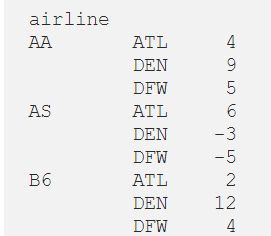 airline
AA ATL 4
DEN 9
DFW 5
AS ATL 6
DEN -3
DFW -5
B6 ATL 2
DEN 12
DFW 4